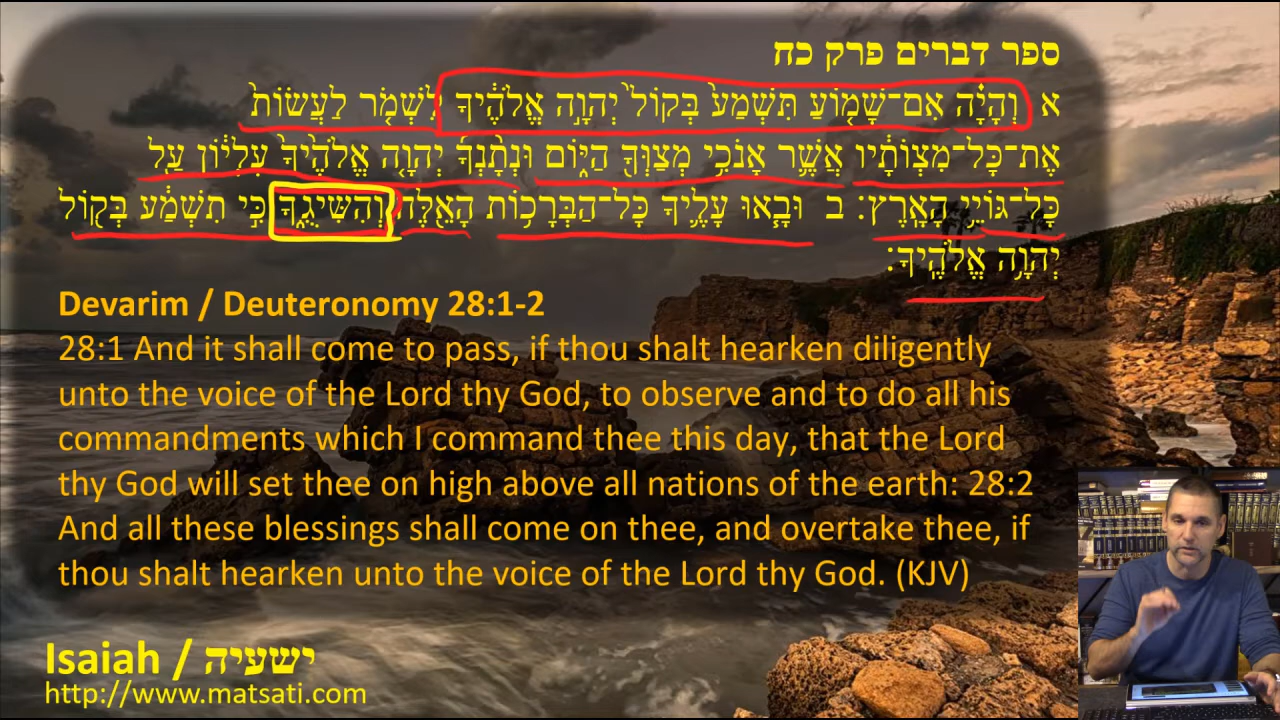 ספר דברים פרק כח
א וְהָיָ֗ה אִם־שָׁמ֤וֹעַ תִּשְׁמַע֙ בְּקוֹל֙ יְהוָ֣ה אֱלֹהֶ֔יךָ לִשְׁמֹ֤ר לַעֲשׂוֹת֙
אֶת־כָּל־מִצְוֹתָ֔יו אֲשֶׁ֛ר אָנֹכִ֥י מְצַוְּךָ֖ הַיּ֑וֹם וּנְתָ֨נְךָ֜ יְהוָ֤ה אֱלֹהֶ֙יךָ֙ עֶלְי֔וֹן עַ֖ל
כָּל־גּוֹיֵ֥י הָאָֽרֶץ׃ ב וּבָ֧אוּ עָלֶ֛יךָ כָּל־הַבְּרָכ֥וֹת הָאֵ֖לֶּה וְהִשִּׂיגֻ֑ךָ כִּ֣י תִשְׁמַ֔ע בְּק֖וֹל
יְהוָ֥ה אֱלֹהֶֽיךָ׃
Devarim / Deuteronomy 28:1-2
28:1 And it shall come to pass, if thou shalt hearken diligently
unto the voice of the Lord thy God, to observe and to do all his
commandments which I command thee this day, that the Lord
thy God will set thee on high above all nations of the earth: 28:2
And all these blessings shall come on thee, and overtake thee, if
thou shalt hearken unto the voice of the Lord thy God. (KJV)
Isaiah / ישעיה
http://www.matsati.com